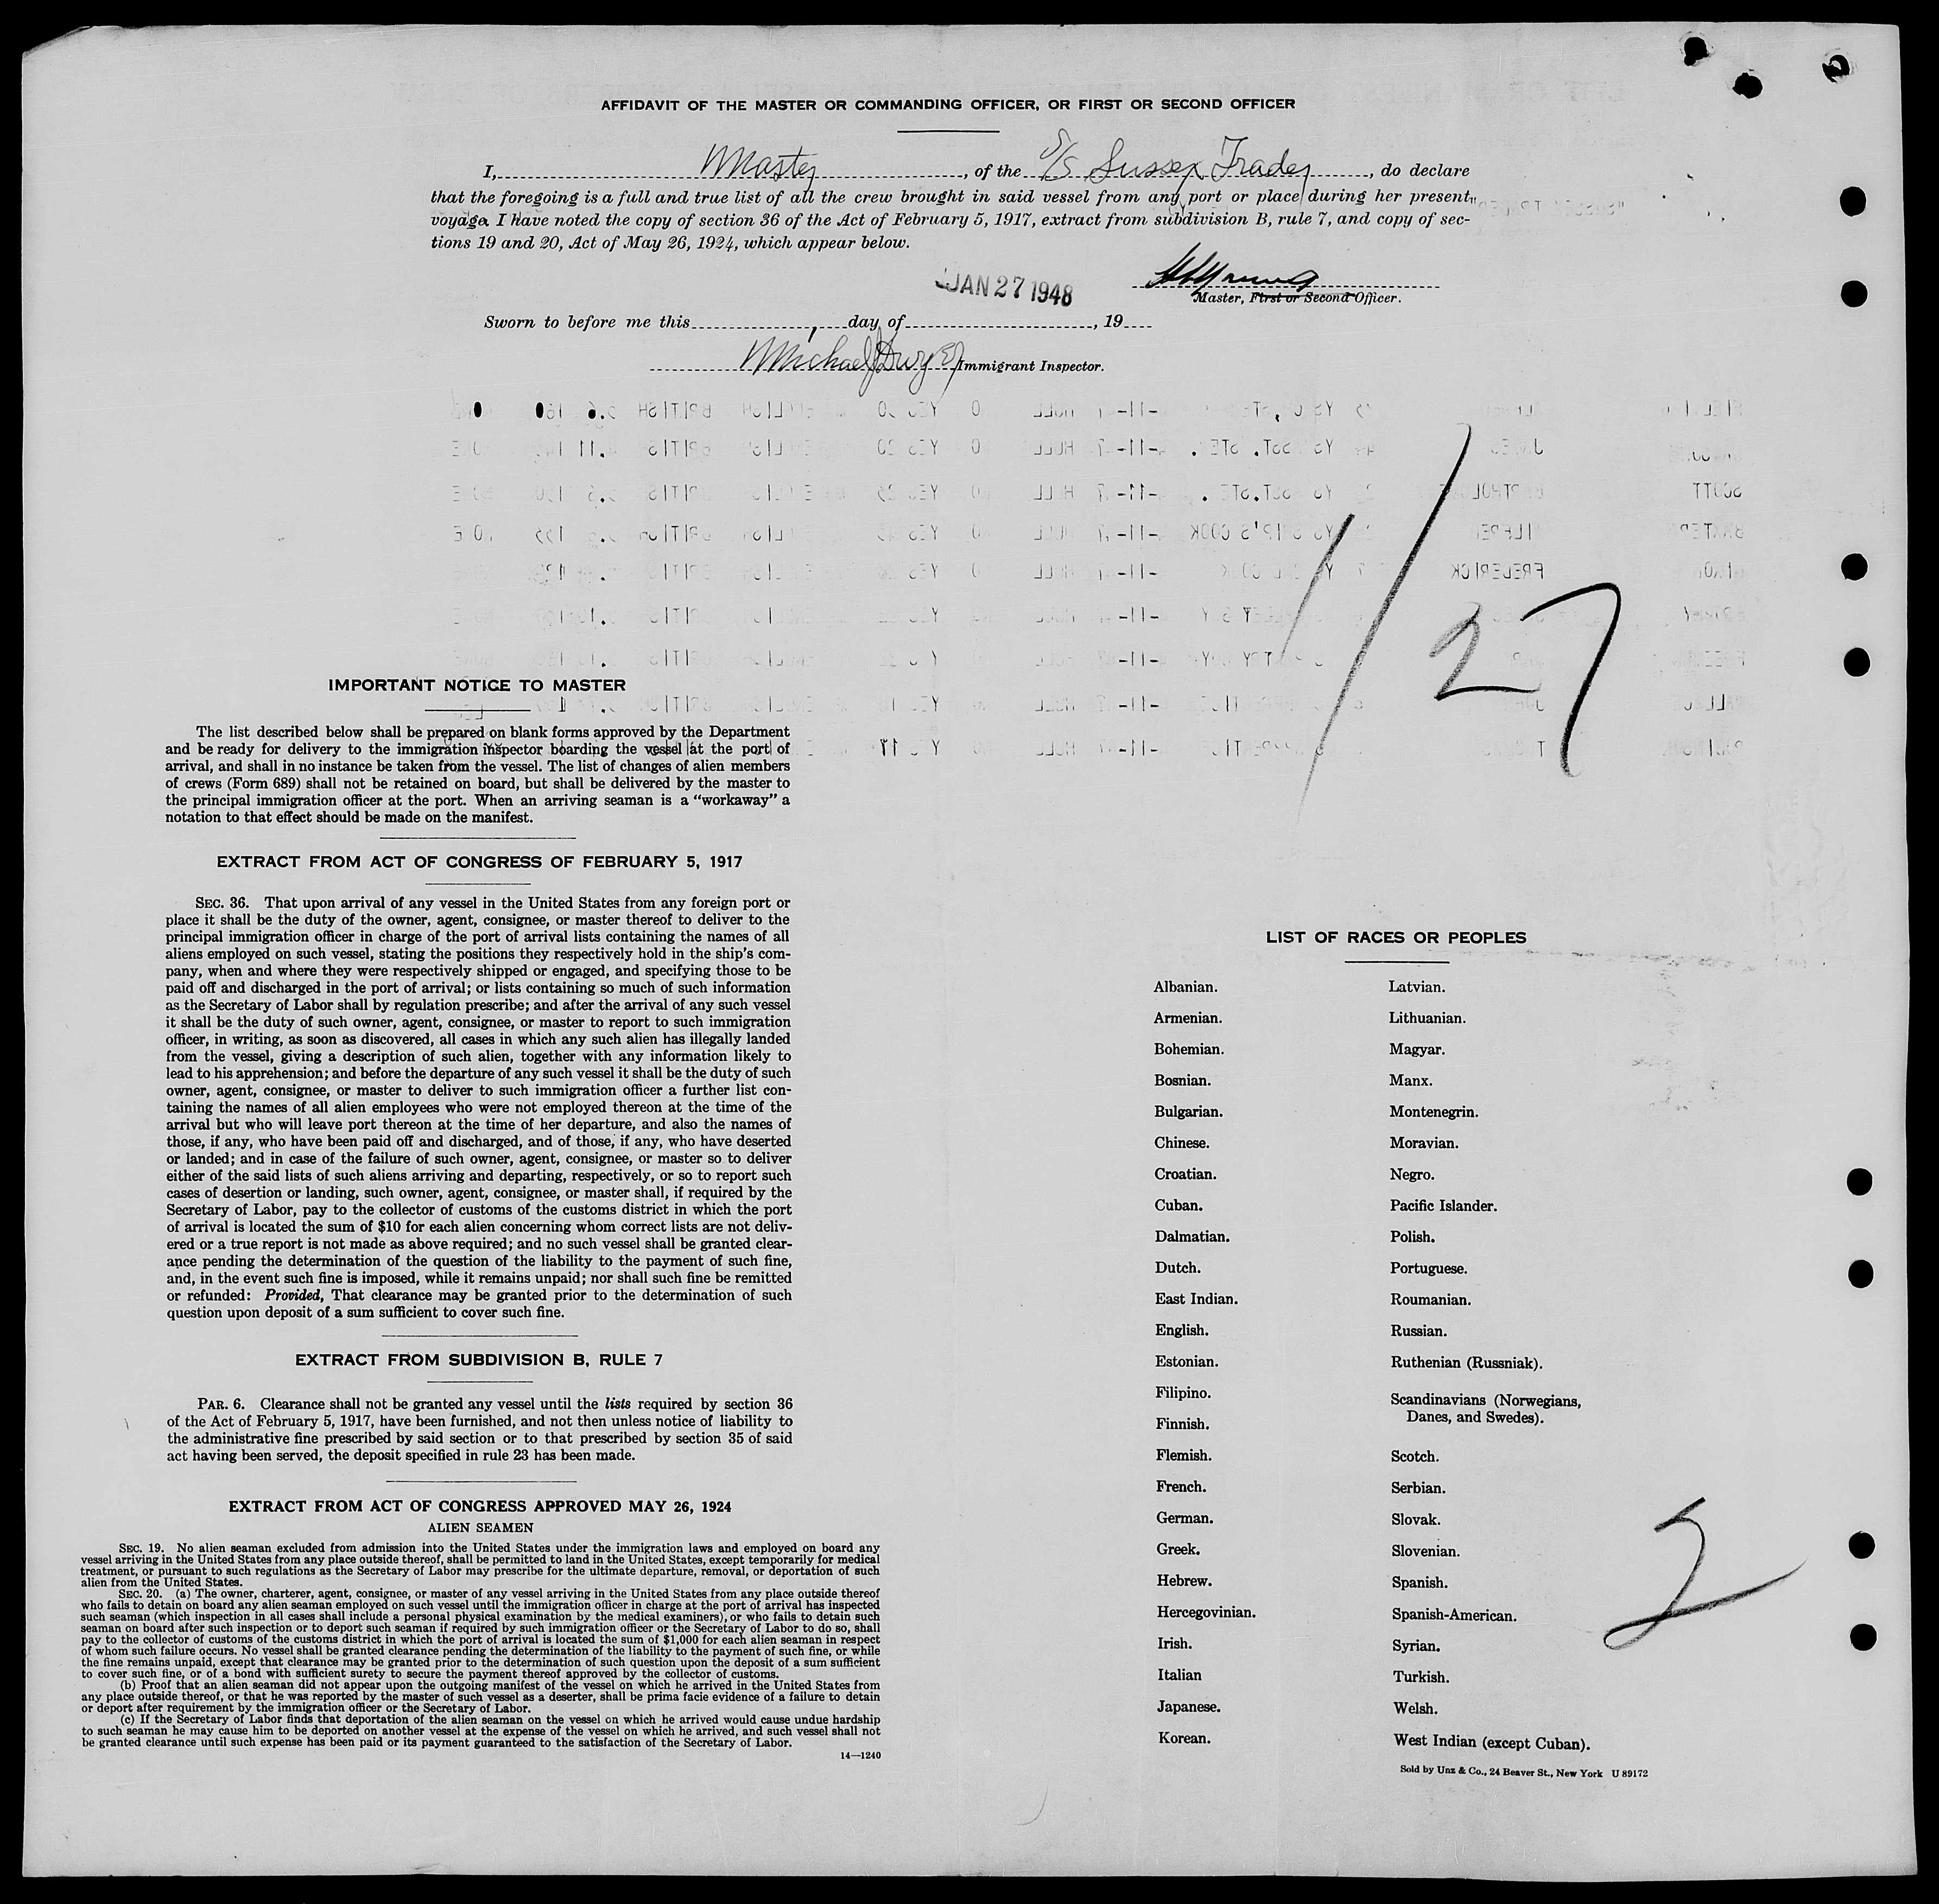 AFFIDAVIT OF THE MASTER OR COMMANDING OFFICER, OR FIRST OR SECOND OFFICER
I, Master, of the S/S Sussex Trader, do declare
that the foregoing is a full and true list of all the crew brought in said vessel from any port or place during her present
voyage. I have noted the copy of section 36 of the Act of February 5, 1917, extract from subdivision B, rule 7, and copy of sec-
tions 19 and 20, Act of May 26, 1924, which appear below.
JAN 27 1948
Master, First or Second Officer.
Sworn to before me this day of , 19
Michael J Dwyer Immigrant Inspector.
1/27
IMPORTANT NOTICE TO MASTER
The list described below shall be prepared on blank forms approved by the Department
and be ready for delivery to the immigration inspector boarding the vessel at the port of
arrival, and shall in no instance be taken from the vessel. The list of changes of alien members
of crews (Form 689) shall not be retained on board, but shall be delivered by the master to
the principal immigration officer at the port. When an arriving seaman is a “workaway” a
notation to that effect should be made on the manifest.
EXTRACT FROM ACT OF CONGRESS OF FEBRUARY 5, 1917
SEC. 36. That upon arrival of any vessel in the United States from any foreign port or
place it shall be the duty of the owner, agent, consignee, or master thereof to deliver to the
principal immigration officer in charge of the port of arrival lists containing the names of all
aliens employed on such vessel, stating the positions they respectively hold in the ship's com-
pany, when and where they were respectively shipped or engaged, and specifying those to be
paid off and discharged in the port of arrival; or lists containing so much of such information
as the Secretary of Labor shall by regulation prescribe; and after the arrival of any such vessel
it shall be the duty of such owner, agent, consignee, or master to report to such immigration
officer, in writing, as soon as discovered, all cases in which any such alien has illegally landed
from the vessel, giving a description of such alien, together with any information likely to
lead to his apprehension; and before the departure of any such vessel it shall be the duty of such
owner, agent, consignee, or master to deliver to such immigration officer a further list con-
taining the names of all alien employees who were not employed thereon at the time of the
arrival but who will leave port thereon at the time of her departure, and also the names of
those, if any, who have been paid off and discharged, and of those, if any, who have deserted
or landed; and in case of the failure of such owner, agent, consignee, or master so to deliver
either of the said lists of such aliens arriving and departing, respectively, or so to report such
cases of desertion or landing, such owner, agent, consignee, or master shall, if required by the
Secretary of Labor, pay to the collector of customs of the customs district in which the port
of arrival is located the sum of $10 for each alien concerning whom correct lists are not deliv-
ered or a true report is not made as above required; and no such vessel shall be granted clear-
ance pending the determination of the question of the liability to the payment of such fine,
and, in the event such fine is imposed, while it remains unpaid; nor shall such fine be remitted
or refunded: Provided, That clearance may be granted prior to the determination of such
question upon deposit of a sum sufficient to cover such fine.
EXTRACT FROM SUBDIVISION B, RULE 7
PAR. 6. Clearance shall not be granted any vessel until the lists required by section 36
of the Act of February 5, 1917, have been furnished, and not then unless notice of liability to
the administrative fine prescribed by said section or to that prescribed by section 35 of said
act having been served, the deposit specified in rule 23 has been made.
EXTRACT FROM ACT OF CONGRESS APPROVED MAY 26, 1924
ALIEN SEAMEN
SEC. 19. No alien seaman excluded from admission into the United States under the immigration laws and employed on board any
vessel arriving in the United States from any place outside thereof, shall be permitted to land in the United States, except temporarily for medical
treatment, or pursuant to such regulations as the Secretary of Labor may prescribe for the ultimate departure, removal, or deportation of such
alien from the United States.
SEC. 20. (a) The owner, charterer, agent, consignee, or master of any vessel arriving in the United States from any place outside thereof
who fails to detain on board any alien seaman employed on such vessel until the immigration officer in charge at the port of arrival has inspected
such seaman (which inspection in all cases shall include a personal physical examination by the medical examiners), or who fails to detain such
seaman on board after such inspection or to deport such seaman if required by such immigration officer or the Secretary of Labor to do so, shall
pay to the collector of customs of the customs district in which the port of arrival is located the sum of $1,000 for each alien seaman in respect
of whom such failure occurs. No vessel shall be granted clearance pending the determination of the liability to the payment of such fine, or while
the fine remains unpaid, except that clearance may be granted prior to the determination of such question upon the deposit of a sum sufficient
to cover such fine, or of a bond with sufficient surety to secure the payment thereof approved by the collector of customs.
(b) Proof that an alien seaman did not appear upon the outgoing manifest of the vessel on which he arrived in the United States from
any place outside thereof, or that he was reported by the master of such vessel as a deserter, shall be prima facie evidence of a failure to detain
or deport after requirement by the immigration officer or the Secretary of Labor.
(c) If the Secretary of Labor finds that deportation of the alien seaman on the vessel on which he arrived would cause undue hardship
to such seaman he may cause him to be deported on another vessel at the expense of the vessel on which he arrived, and such vessel shall not
be granted clearance until such expense has been paid or its payment guaranteed to the satisfaction of the Secretary of Labor.
14—1240
LIST OF RACES OR PEOPLES
Albanian.
Armenian.
Bohemian.
Bosnian.
Bulgarian.
Chinese.
Croatian.
Cuban.
Dalmatian.
Dutch.
East Indian.
English.
Estonian.
Filipino.
Finnish.
Flemish.
French.
German.
Greek.
Hebrew.
Hercegovinian.
Irish.
Italian
Japanese.
Korean.
Latvian.
Lithuanian.
Magyar.
Manx.
Montenegrin.
Moravian.
Negro.
Pacific Islander.
Polish.
Portuguese.
Roumanian.
Russian.
Ruthenian (Russniak).
Scandinavians (Norwegians,
Danes, and Swedes).
Scotch.
Serbian.
Slovak.
Slovenian.
Spanish.
Spanish-American.
Syrian.
Turkish.
Welsh.
West Indian (except Cuban).
2
Sold by Unz & Co., 24 Beaver St., New York U 89172